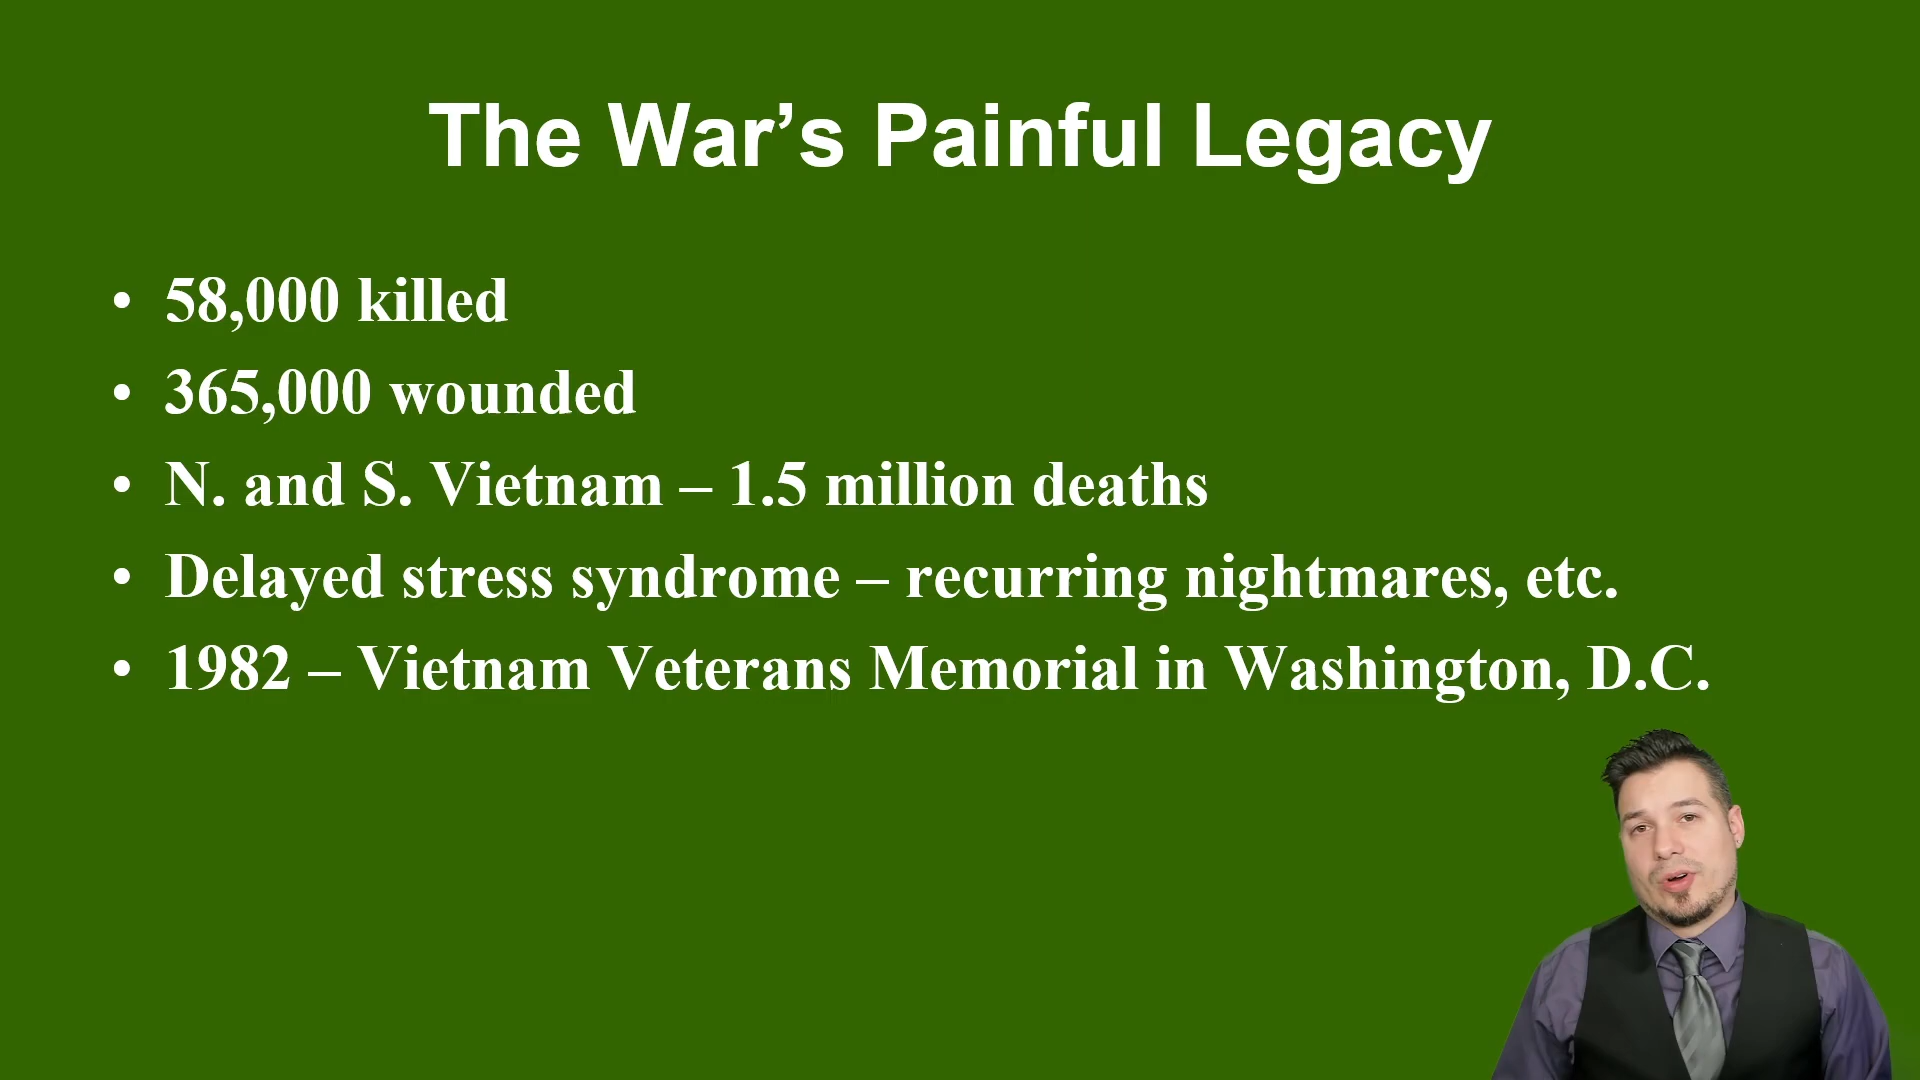 The War’s Painful Legacy
• 58,000 killed
• 365,000 wounded
• N. and S. Vietnam – 1.5 million deaths
• Delayed stress syndrome – recurring nightmares, etc.
• 1982 – Vietnam Veterans Memorial in Washington, D.C.